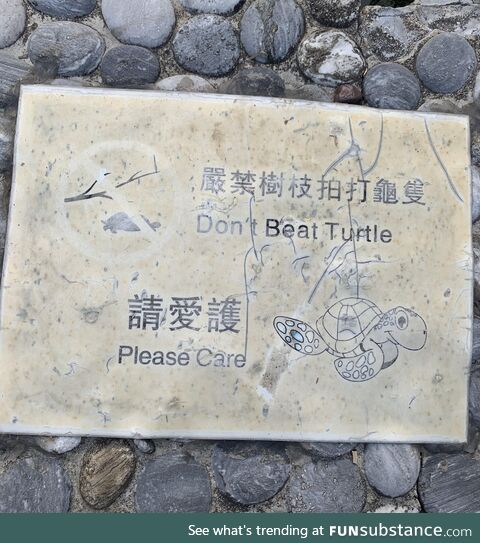 嚴禁樹枝拍打龜隻
Don't Beat Turtle
請愛護
Please Care
See what's trending at FUNsubstance.com